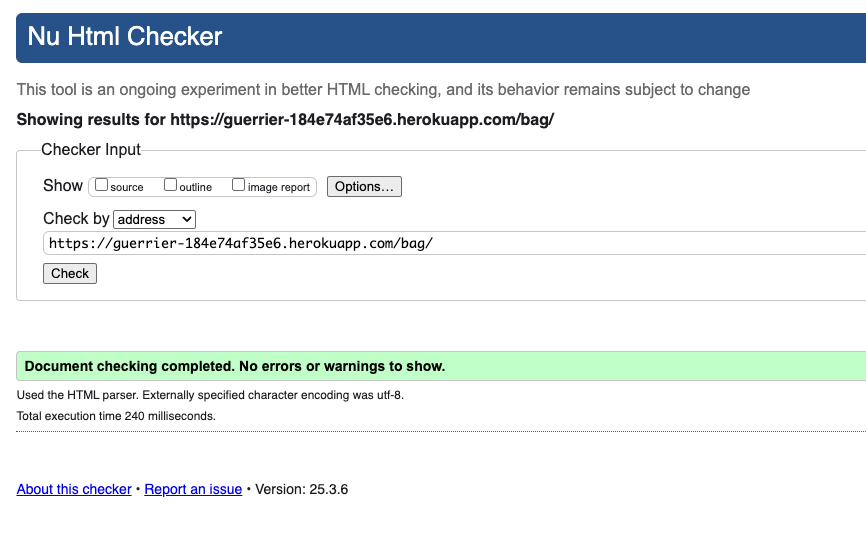 Nu Html Checker
This tool is an ongoing experiment in better HTML checking, and its behavior remains subject to change
Showing results for https://guerrier-184e74af35e6.herokuapp.com/bag/
Checker Input
Show source outline image report Options...
Check by address
https://guerrier-184e74af35e6.herokuapp.com/bag/
Check
Document checking completed. No errors or warnings to show.
Used the HTML parser. Externally specified character encoding was utf-8.
Total execution time 240 milliseconds.
About this checker • Report an issue • Version: 25.3.6